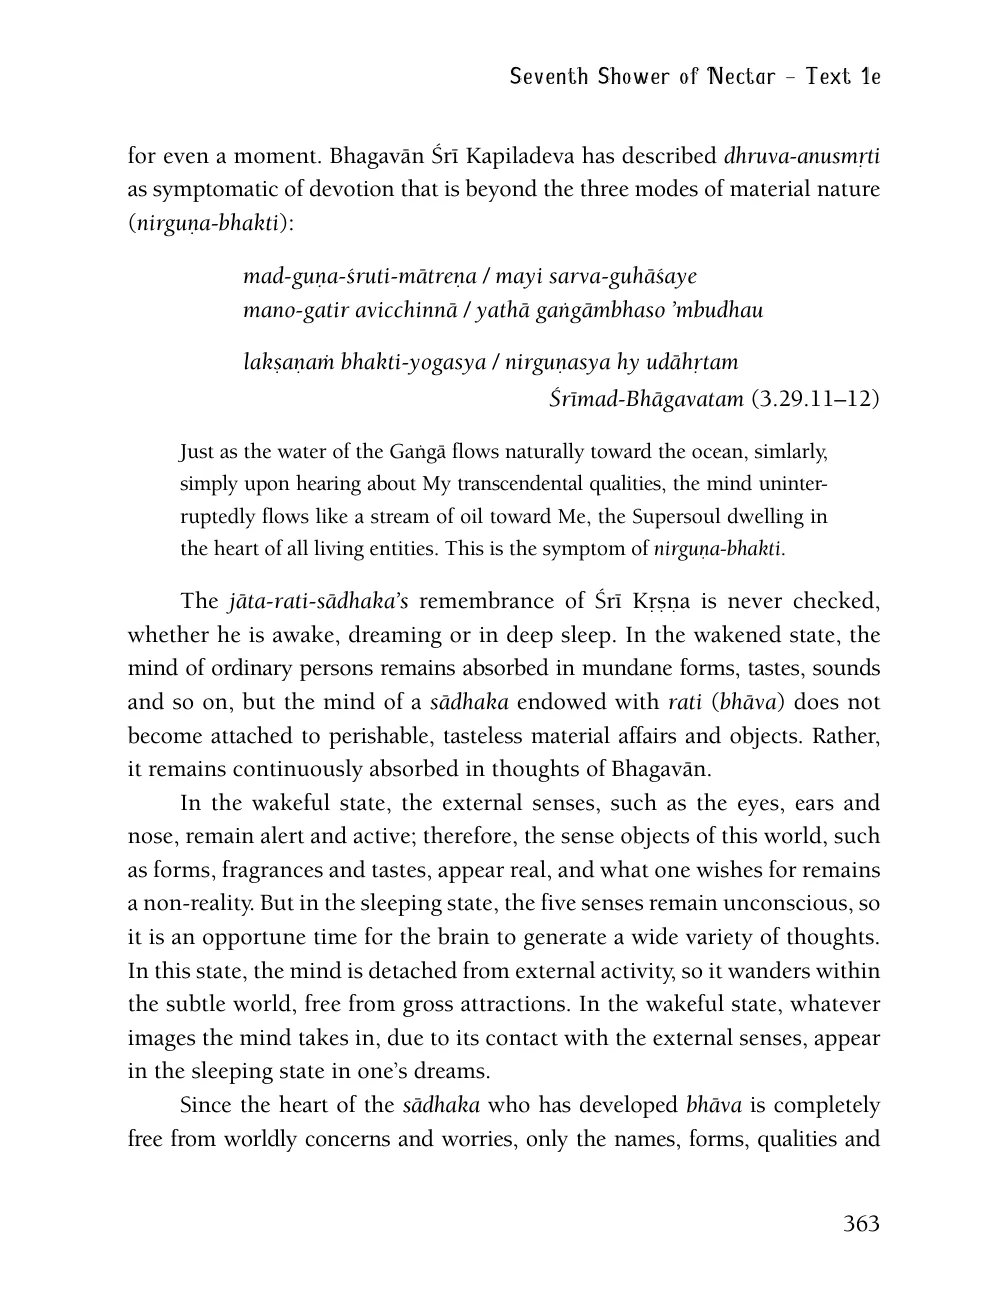 Seventh Shower of Nectar – Text 1e
for even a moment. Bhagavān Śrī Kapiladeva has described dhruva-anusmṛti
as symptomatic of devotion that is beyond the three modes of material nature
(nirguṇa-bhakti):
mad-guṇa-śruti-mātreṇa / mayi sarva-guhāśaye
mano-gatir avicchinnā / yathā gaṅgāmbhaso ’mbudhau
lakṣaṇaṁ bhakti-yogasya / nirguṇasya hy udāhṛtam
Śrīmad-Bhāgavatam (3.29.11–12)
Just as the water of the Gaṅgā flows naturally toward the ocean, simlarly,
simply upon hearing about My transcendental qualities, the mind uninter-
ruptedly flows like a stream of oil toward Me, the Supersoul dwelling in
the heart of all living entities. This is the symptom of nirguṇa-bhakti.
The jāta-rati-sādhaka’s remembrance of Śrī Kṛṣṇa is never checked,
whether he is awake, dreaming or in deep sleep. In the wakened state, the
mind of ordinary persons remains absorbed in mundane forms, tastes, sounds
and so on, but the mind of a sādhaka endowed with rati (bhāva) does not
become attached to perishable, tasteless material affairs and objects. Rather,
it remains continuously absorbed in thoughts of Bhagavān.
In the wakeful state, the external senses, such as the eyes, ears and
nose, remain alert and active; therefore, the sense objects of this world, such
as forms, fragrances and tastes, appear real, and what one wishes for remains
a non-reality. But in the sleeping state, the five senses remain unconscious, so
it is an opportune time for the brain to generate a wide variety of thoughts.
In this state, the mind is detached from external activity, so it wanders within
the subtle world, free from gross attractions. In the wakeful state, whatever
images the mind takes in, due to its contact with the external senses, appear
in the sleeping state in one’s dreams.
Since the heart of the sādhaka who has developed bhāva is completely
free from worldly concerns and worries, only the names, forms, qualities and
363